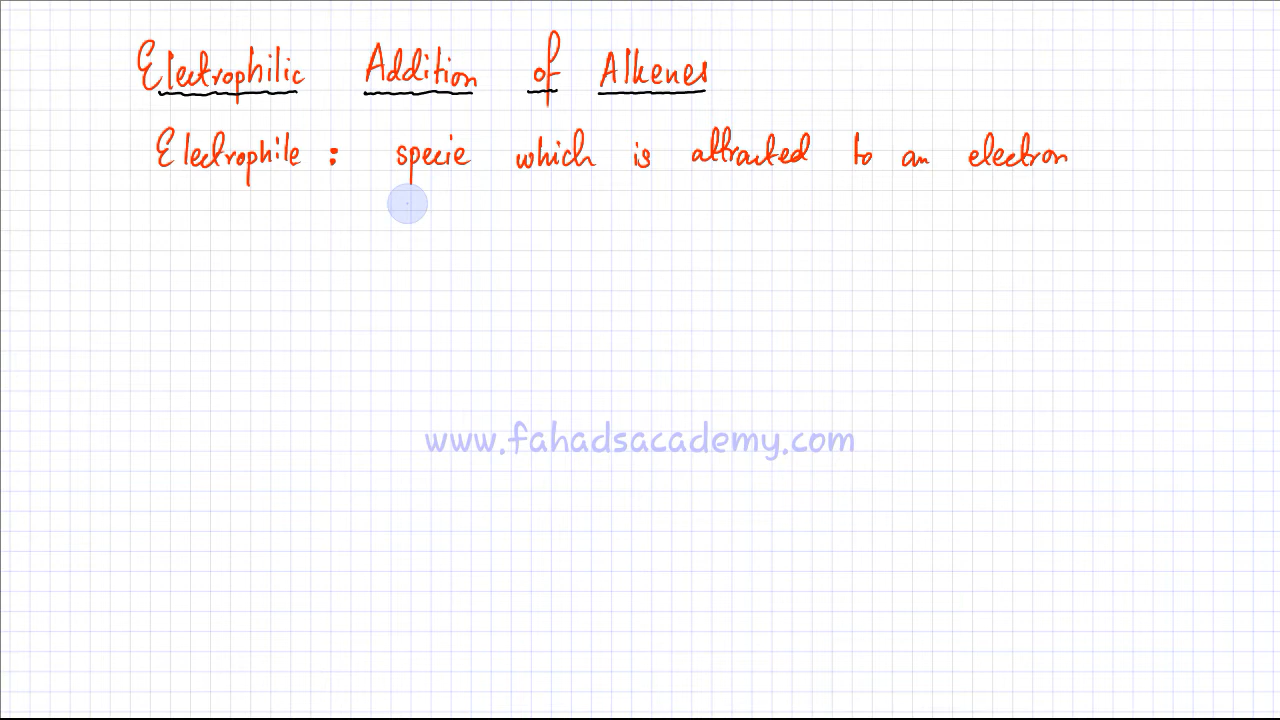 Electrophilic Addition of Alkenes
Electrophile : specie which is attracted to an electron
www.fahadsacademy.com